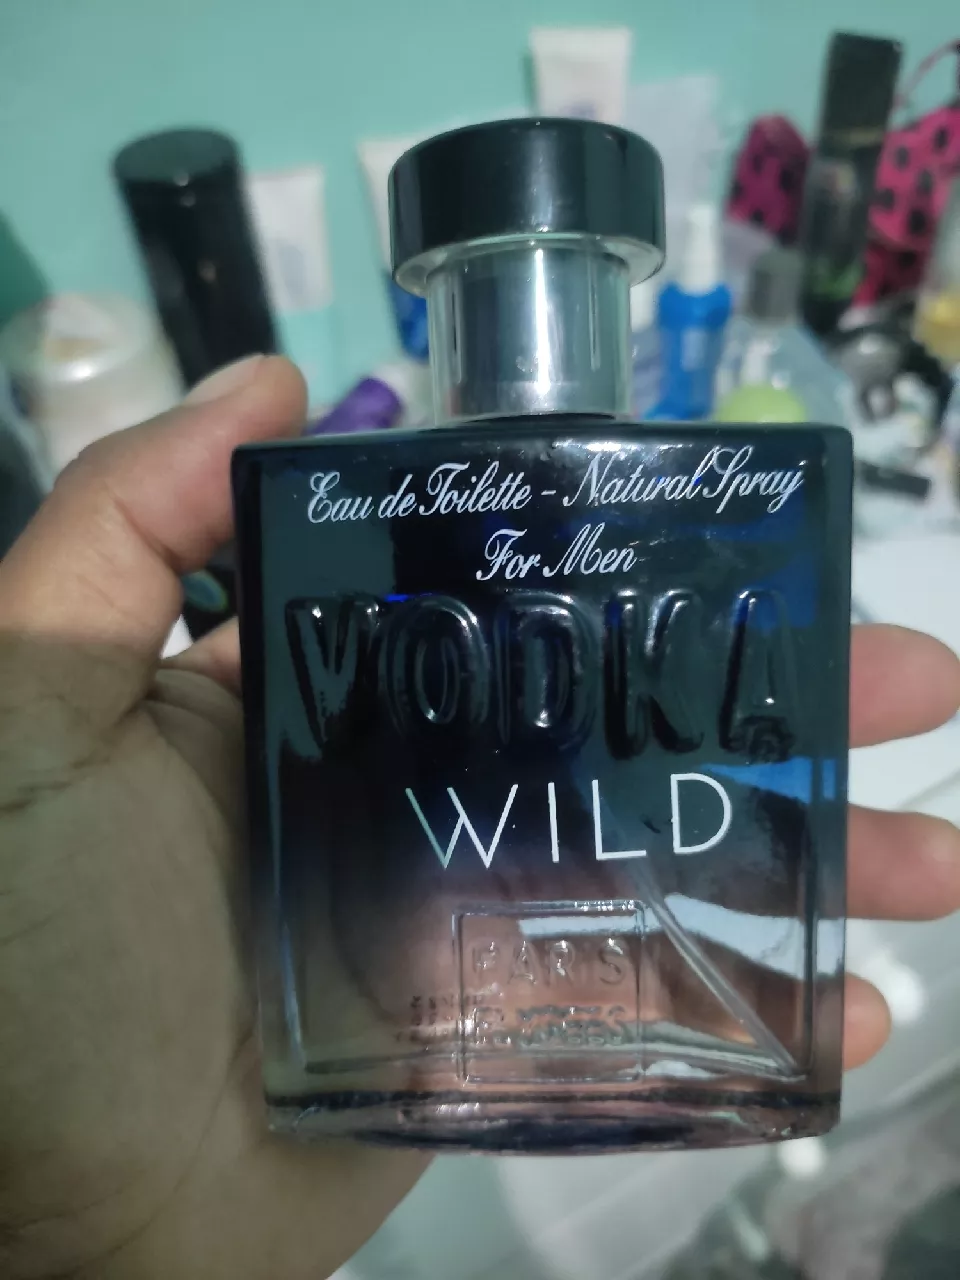 Eau de Toilette - Natural Spray
For Men
VODKA
WILD
PARIS